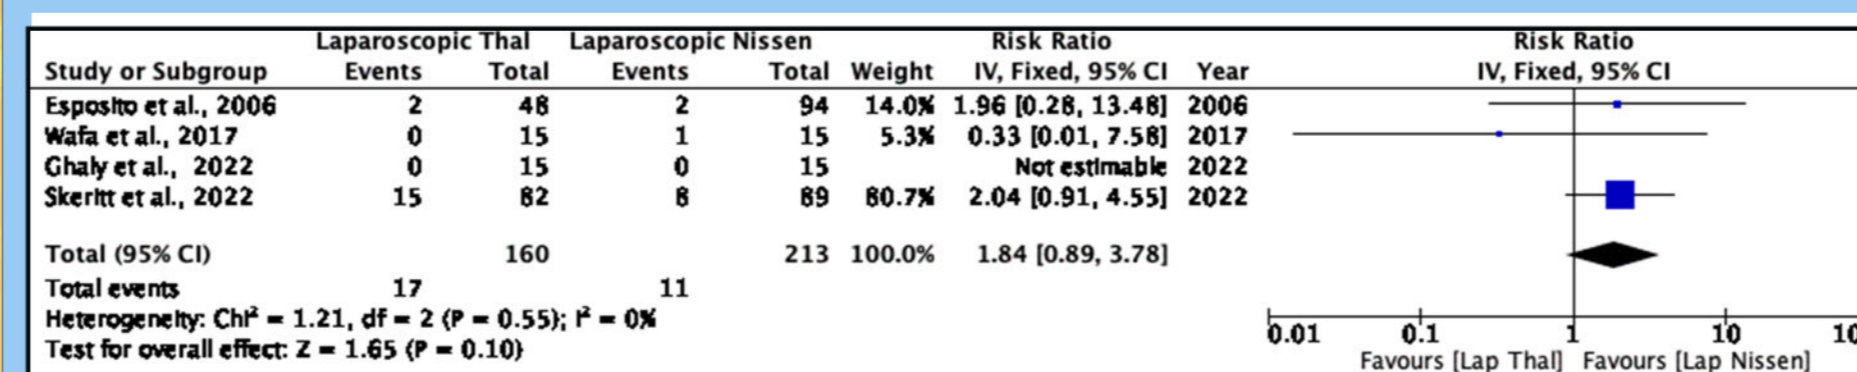 Laparoscopic Thal Laparoscopic Nissen Risk Ratio Risk Ratio
Study or Subgroup Events Total Events Total Weight IV, Fixed, 95% CI Year IV, Fixed, 95% CI
Esposito et al., 2006 2 48 2 94 14.0% 1.96 [0.28, 13.48] 2006
Wafa et al., 2017 0 15 1 15 5.3% 0.33 [0.01, 7.58] 2017
Ghaly et al., 2022 0 15 0 15 Not estimable 2022
Skeritt et al., 2022 15 82 8 89 80.7% 2.04 [0.91, 4.55] 2022
Total (95% CI) 160 213 100.0% 1.84 [0.89, 3.78]
Total events 17 11
Heterogeneity: Chi² = 1.21, df = 2 (P = 0.55); I² = 0%
Test for overall effect: Z = 1.65 (P = 0.10)
0.01 0.1 1 10
Favours [Lap Thal] Favours [Lap Nissen]